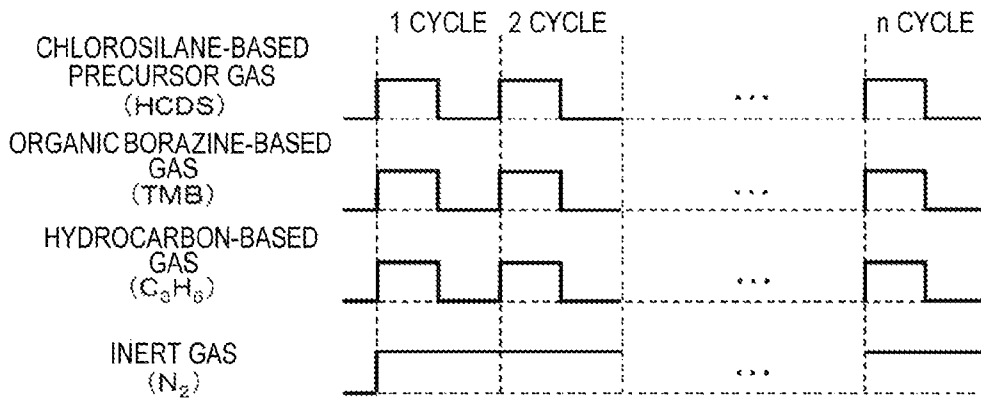 1 CYCLE 2 CYCLE n CYCLE
CHLOROSILANE-BASED
PRECURSOR GAS
(HCDS)
...
ORGANIC BORAZINE-BASED
GAS
(TMB)
...
HYDROCARBON-BASED
GAS
(C₃H₆)
...
INERT GAS
(N₂)
...